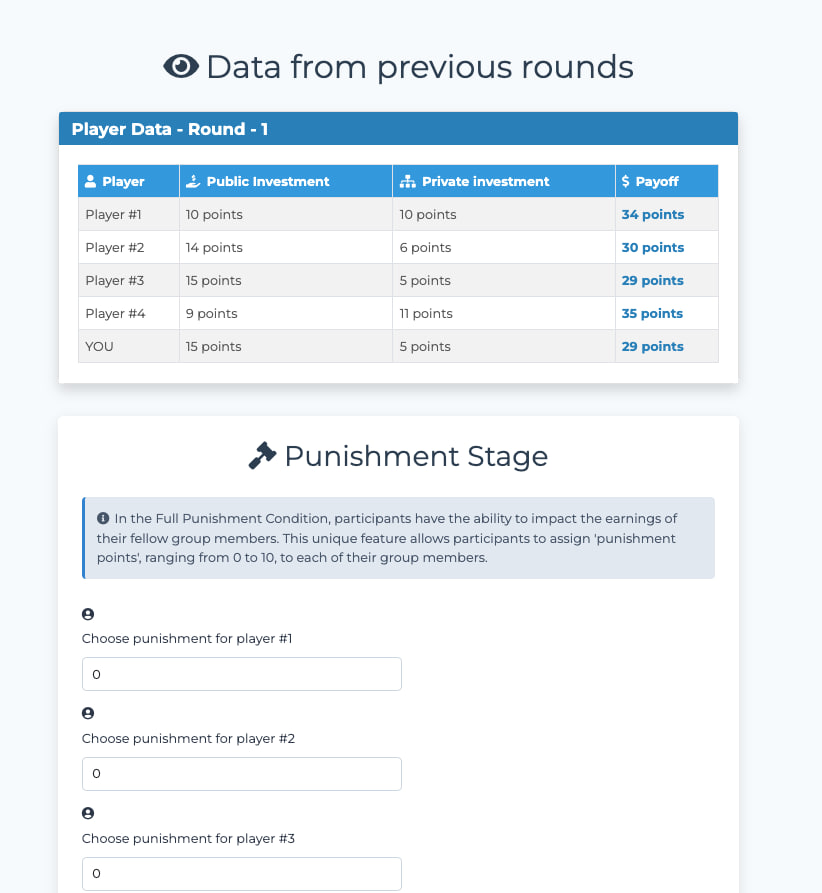 Data from previous rounds
Player Data - Round - 1
Player Public Investment Private investment $ Payoff
Player #1 10 points 10 points 34 points
Player #2 14 points 6 points 30 points
Player #3 15 points 5 points 29 points
Player #4 9 points 11 points 35 points
YOU 15 points 5 points 29 points
Punishment Stage
In the Full Punishment Condition, participants have the ability to impact the earnings of
their fellow group members. This unique feature allows participants to assign 'punishment
points', ranging from 0 to 10, to each of their group members.
Choose punishment for player #1
0
Choose punishment for player #2
0
Choose punishment for player #3
0